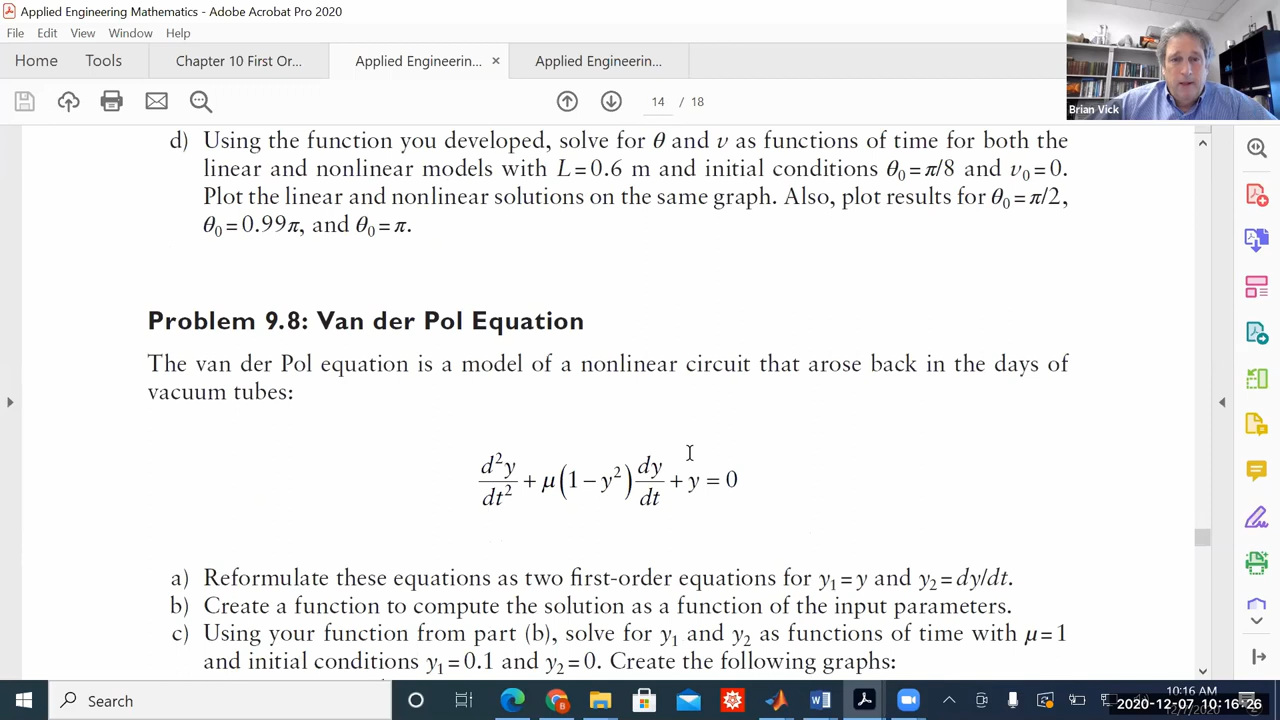 Applied Engineering Mathematics - Adobe Acrobat Pro 2020
File Edit View Window Help
Home Tools Chapter 10 First Or... Applied Engineerin... × Applied Engineerin...
14 / 18
Brian Vick
d) Using the function you developed, solve for θ and v as functions of time for both the
linear and nonlinear models with L=0.6 m and initial conditions θ₀=π/8 and v₀=0.
Plot the linear and nonlinear solutions on the same graph. Also, plot results for θ₀=π/2,
θ₀=0.99π, and θ₀=π.
Problem 9.8: Van der Pol Equation
The van der Pol equation is a model of a nonlinear circuit that arose back in the days of
vacuum tubes:
d²y/dt² + μ(1 − y²) dy/dt + y = 0
a) Reformulate these equations as two first-order equations for y₁=y and y₂=dy/dt.
b) Create a function to compute the solution as a function of the input parameters.
c) Using your function from part (b), solve for y₁ and y₂ as functions of time with μ=1
and initial conditions y₁=0.1 and y₂=0. Create the following graphs:
Search
10:16 AM
2020-12-07 10:16:26